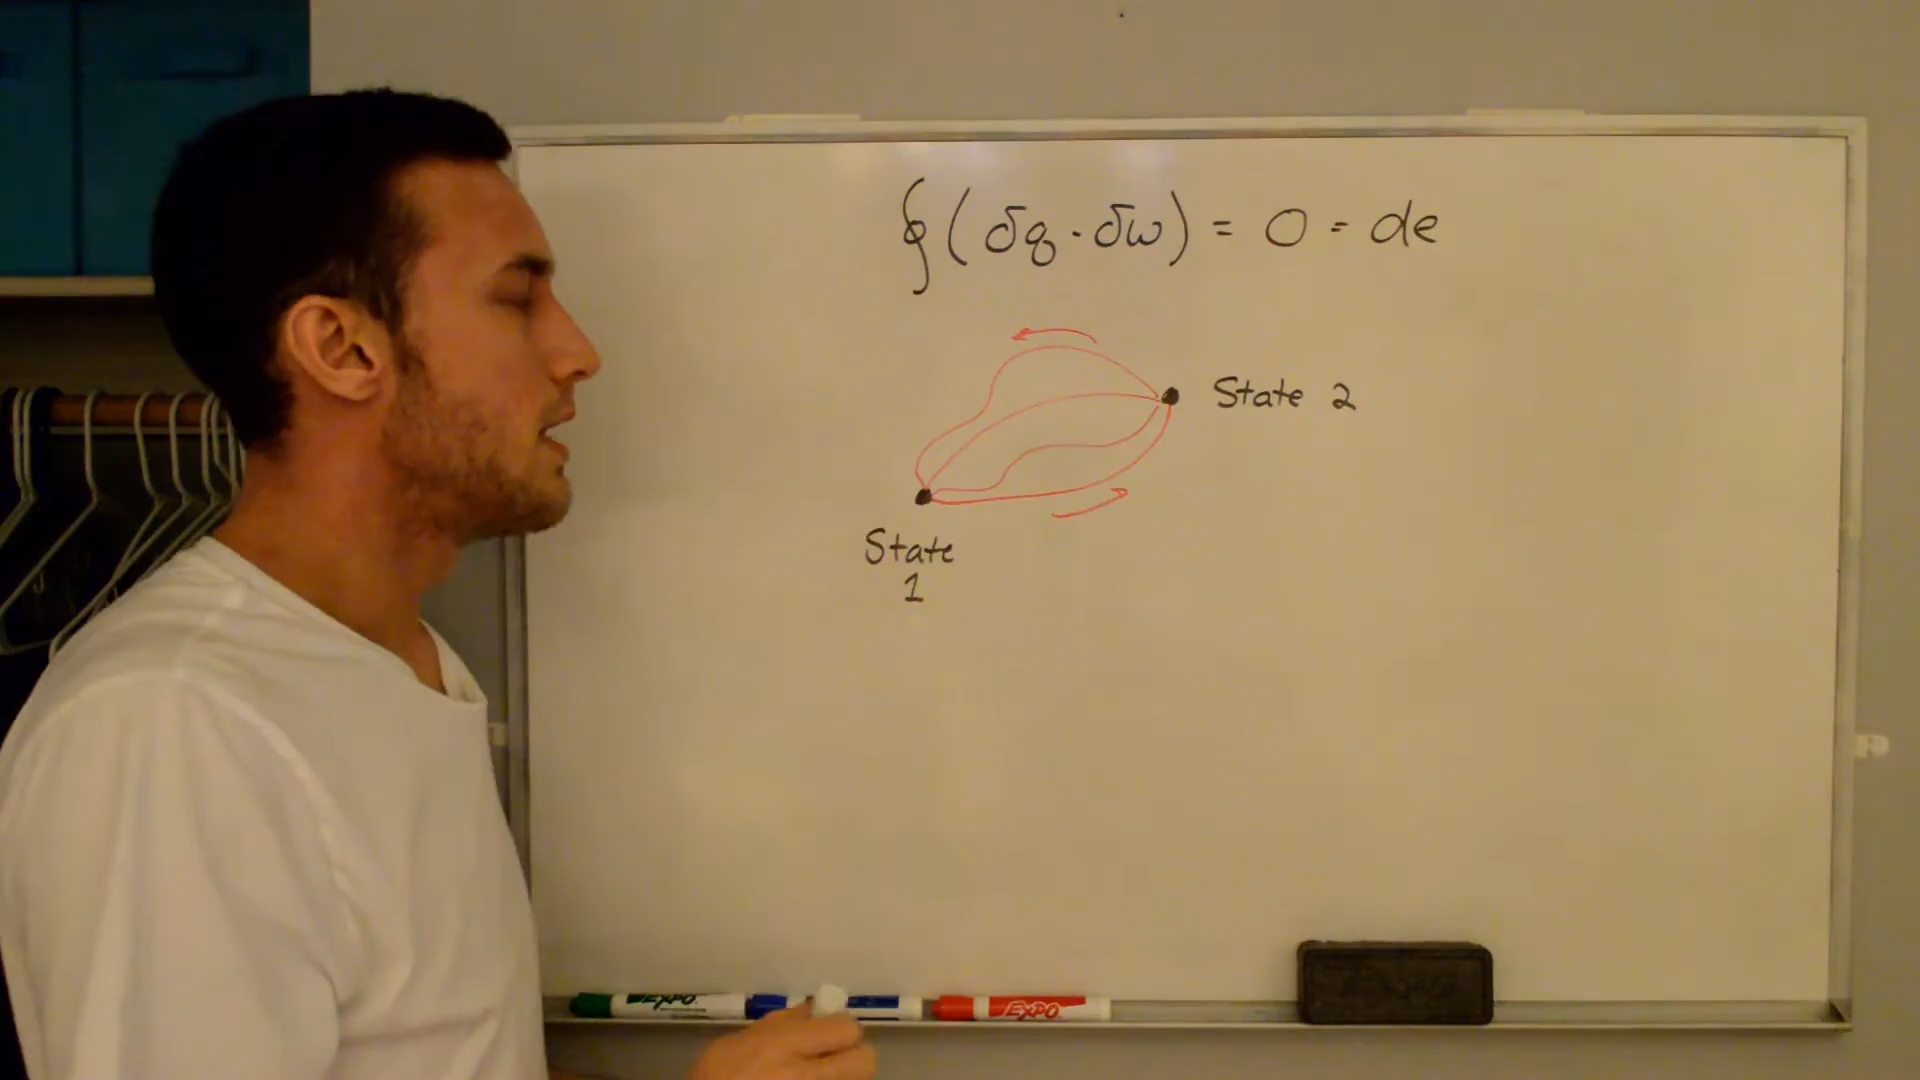 ∮(δq - δw) = 0 = de
State 2
State
1
EXPO
EXPO